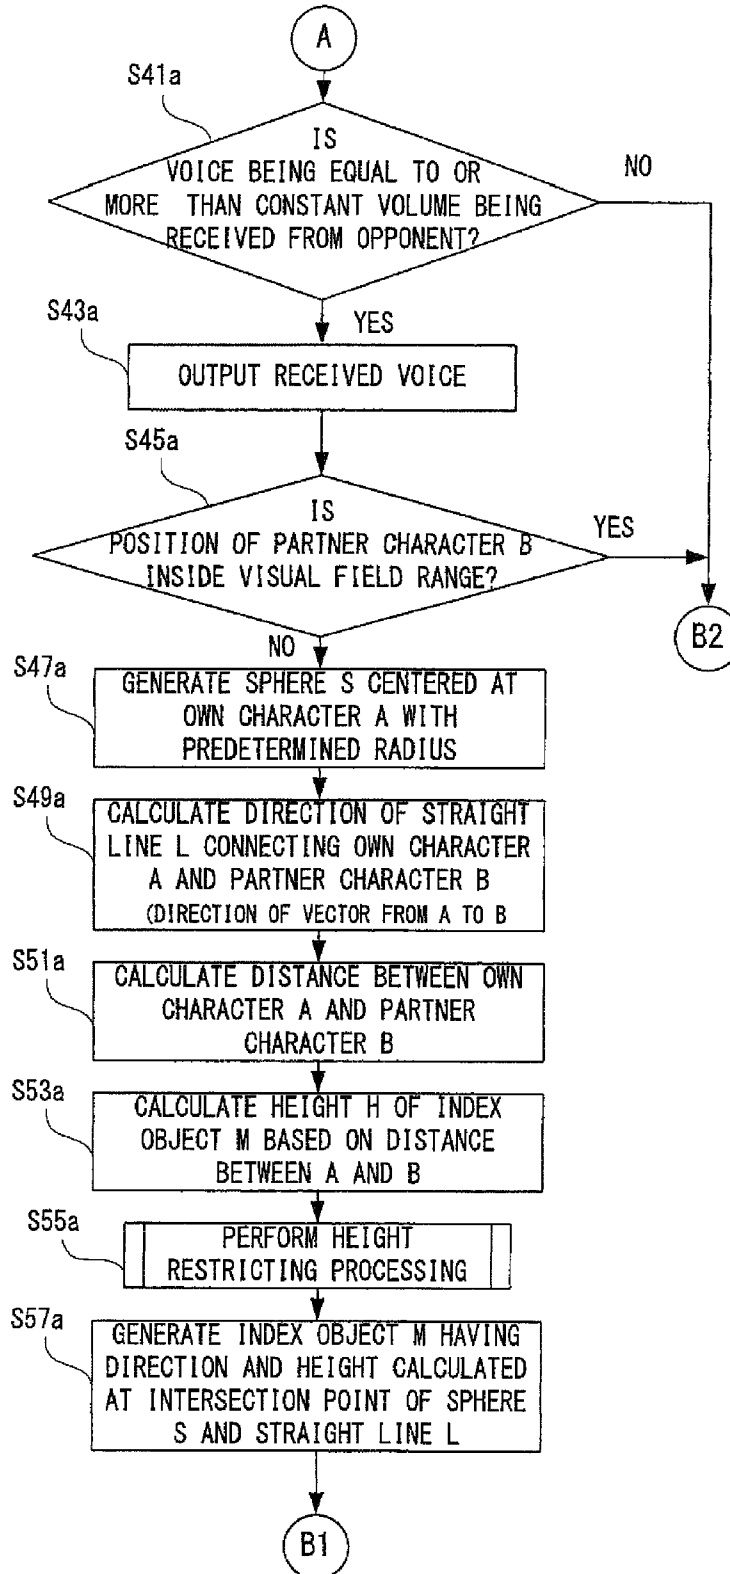 A
S41a
IS
VOICE BEING EQUAL TO OR
MORE THAN CONSTANT VOLUME BEING
RECEIVED FROM OPPONENT?
NO
YES
S43a
OUTPUT RECEIVED VOICE
S45a
IS
POSITION OF PARTNER CHARACTER B
INSIDE VISUAL FIELD RANGE?
YES
B2
NO
S47a
GENERATE SPHERE S CENTERED AT
OWN CHARACTER A WITH
PREDETERMINED RADIUS
S49a
CALCULATE DIRECTION OF STRAIGHT
LINE L CONNECTING OWN CHARACTER
A AND PARTNER CHARACTER B
(DIRECTION OF VECTOR FROM A TO B
S51a
CALCULATE DISTANCE BETWEEN OWN
CHARACTER A AND PARTNER
CHARACTER B
S53a
CALCULATE HEIGHT H OF INDEX
OBJECT M BASED ON DISTANCE
BETWEEN A AND B
S55a
PERFORM HEIGHT
RESTRICTING PROCESSING
S57a
GENERATE INDEX OBJECT M HAVING
DIRECTION AND HEIGHT CALCULATED
AT INTERSECTION POINT OF SPHERE
S AND STRAIGHT LINE L
B1